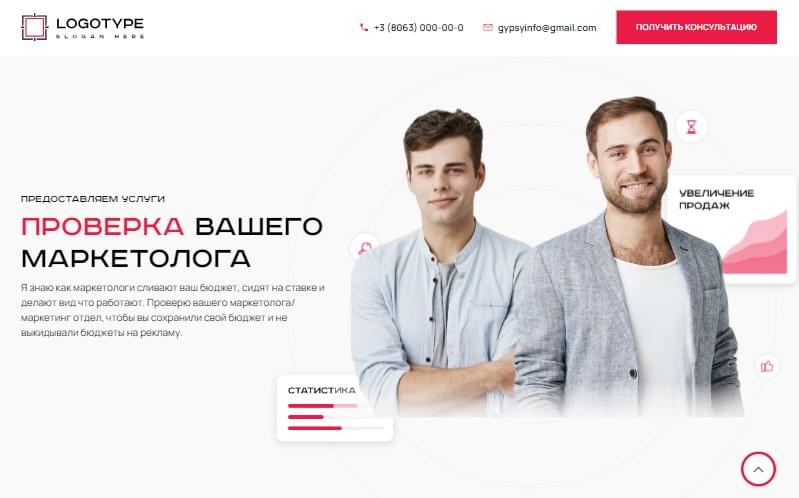 LOGOTYPE
SLOGAN HERE
+3 (8063) 000-00-0
gypsyinfo@gmail.com
ПОЛУЧИТЬ КОНСУЛЬТАЦИЮ
ПРЕДОСТАВЛЯЕМ УСЛУГИ
ПРОВЕРКА ВАШЕГО
МАРКЕТОЛОГА
Я знаю как маркетологи сливают ваш бюджет, сидят на ставке и
делают вид что работают. Проверю вашего маркетолога/
маркетинг отдел, чтобы вы сохранили свой бюджет и не
выкидывали бюджеты на рекламу.
УВЕЛИЧЕНИЕ
ПРОДАЖ
СТАТИСТИКА